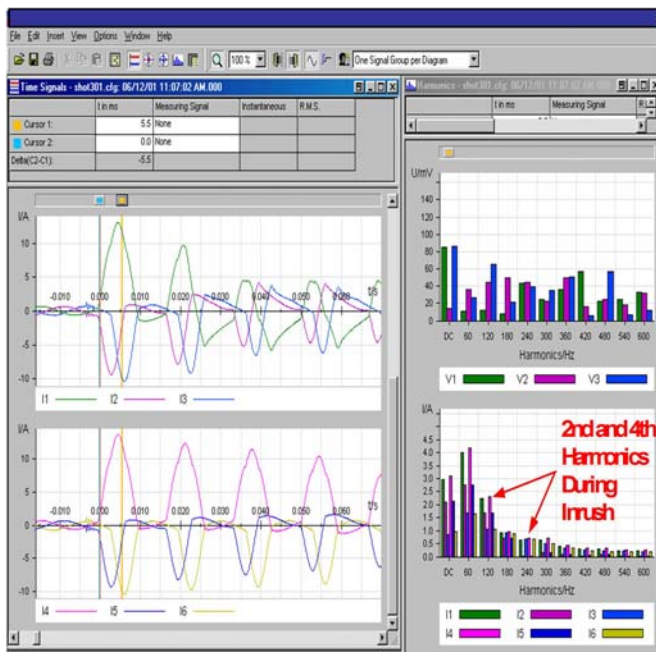 File Edit Insert View Options Window Help
100 % One Signal Group per Diagram
Time Signals - shot301.cfg: 06/12/01 11:07:02 AM.000
t in ms Measuring Signal Instantaneous R.M.S.
Cursor 1: 5.5 None
Cursor 2: 0.0 None
Delta(C2-C1): -5.5
I/A
10
5
0
-5
-10
-0.010 0.000 0.010 0.020 0.030 0.040 0.050 0.060 t/s
I1 I2 I3
I/A
10
5
0
-5
-10
-0.010 0.000 0.010 0.020 0.030 0.040 0.050 0.060 t/s
I4 I5 I6
Harmonics - shot301.cfg: 06/12/01 11:07:02 AM.000
t in ms Measuring Signal
U/mV
150
100
80
60
40
20
0
DC 60 120 180 240 300 360 420 480 540 600
Harmonics/Hz
V1 V2 V3
I/A
4.5
4.0
3.5
3.0
2.5
2.0
1.5
1.0
0.5
0.0
2nd and 4th
Harmonics
During
Inrush
DC 60 120 180 240 300 360 420 480 540 600
Harmonics/Hz
I1 I2 I3
I4 I5 I6